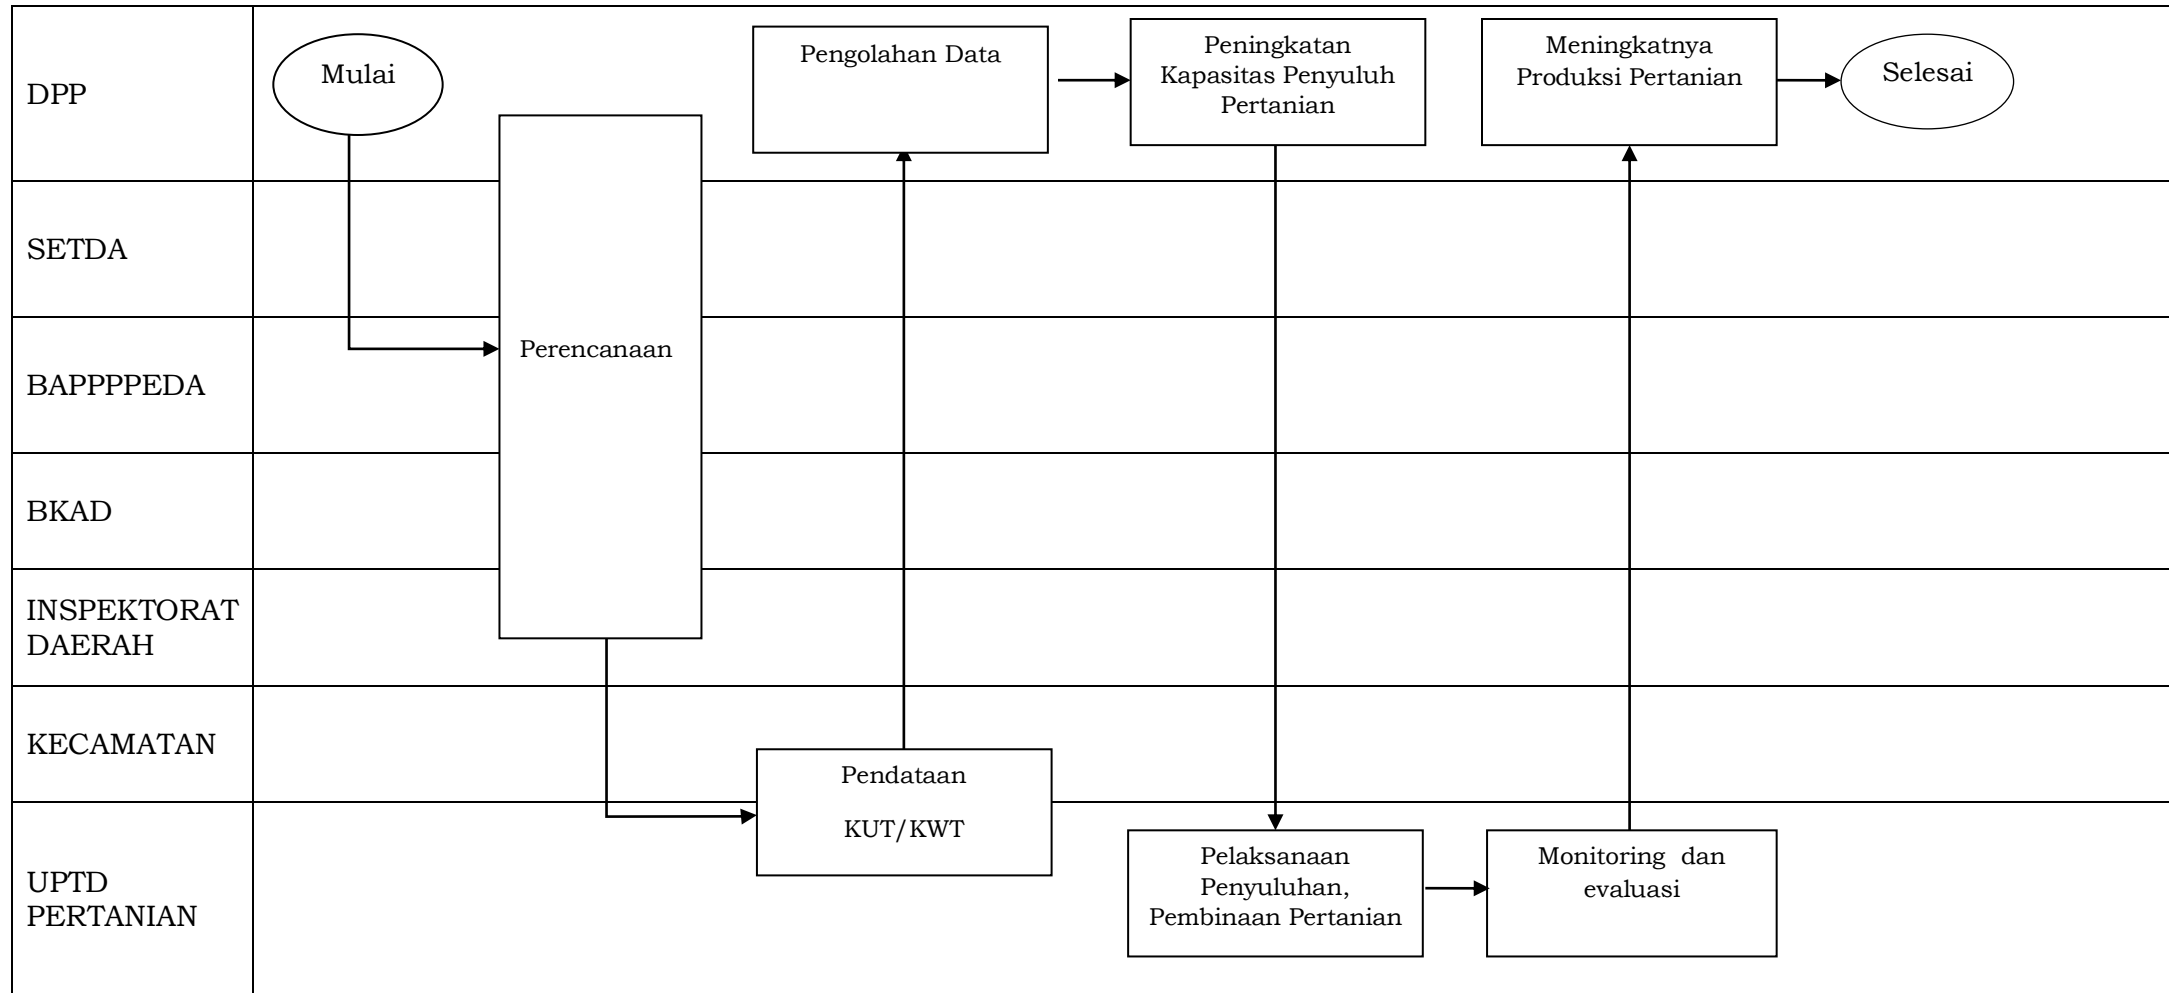 DPP
Mulai
Pengolahan Data
Peningkatan
Kapasitas Penyuluh
Pertanian
Meningkatnya
Produksi Pertanian
Selesai
SETDA
BAPPPPEDA
Perencanaan
BKAD
INSPEKTORAT
DAERAH
KECAMATAN
Pendataan
KUT/KWT
UPTD
PERTANIAN
Pelaksanaan
Penyuluhan,
Pembinaan Pertanian
Monitoring dan
evaluasi